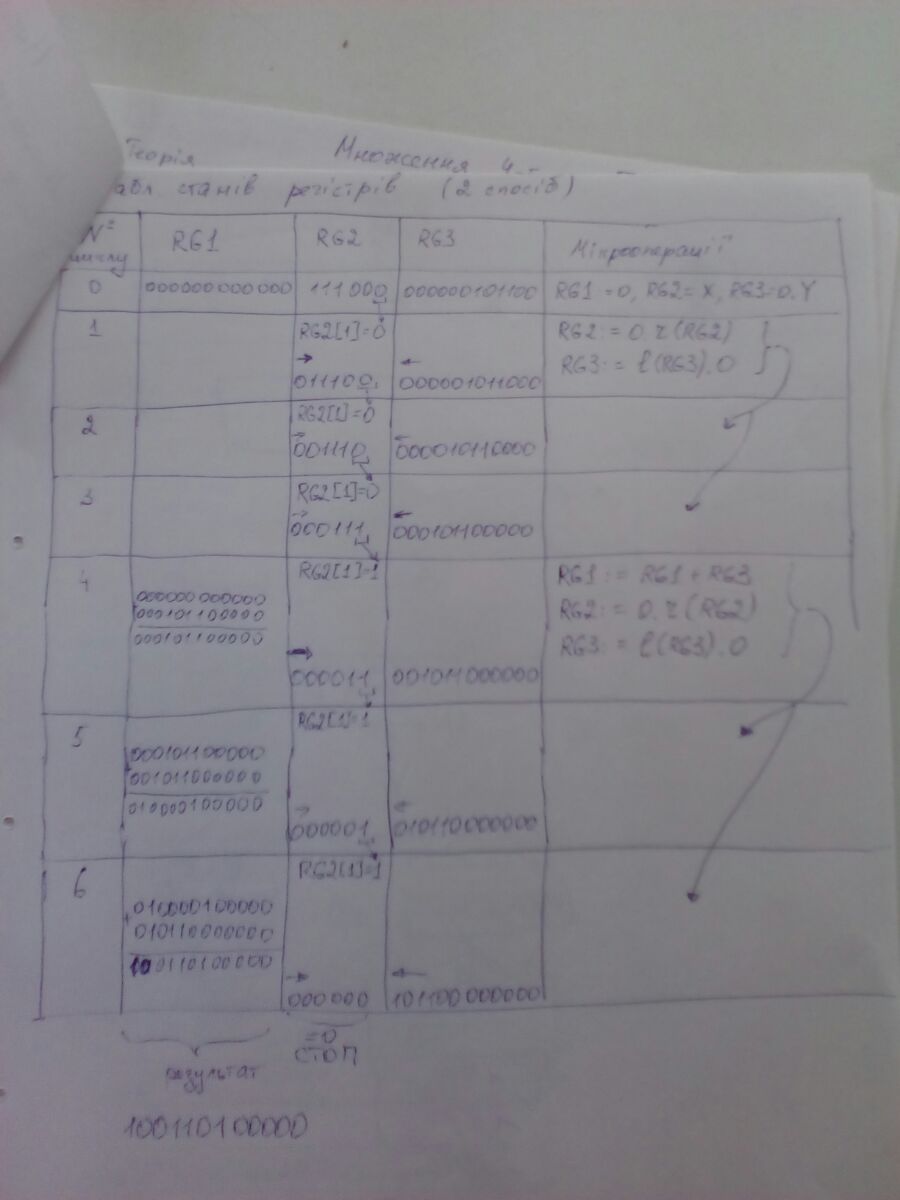 Теорія Множення 4
абл. станів регістрів (2 спосіб)
№ циклу RG1 RG2 RG3 Мікрооперації
0 000000000000 111000 000000101100 RG1 = 0, RG2 = X, RG3 = 0.Y
1 RG2[1]=0 RG2: = 0. r(RG2)
011100 000001011000 RG3: = l(RG3).0
2 RG2[1]=0
001110 000010110000
3 RG2[1]=0
000111 000101100000
4 RG2[1]=1 RG1: = RG1 + RG3
000000000000 RG2: = 0. r(RG2)
+ 000101100000 RG3: = l(RG3).0
000101100000
000011 001011000000
5 RG2[1]=1
000101100000
+ 001011000000
010000100000
000001 010110000000
6 RG2[1]=1
010000100000
+ 010110000000
100110100000
000000 101100000000
=0
СТОП
результат
100110100000